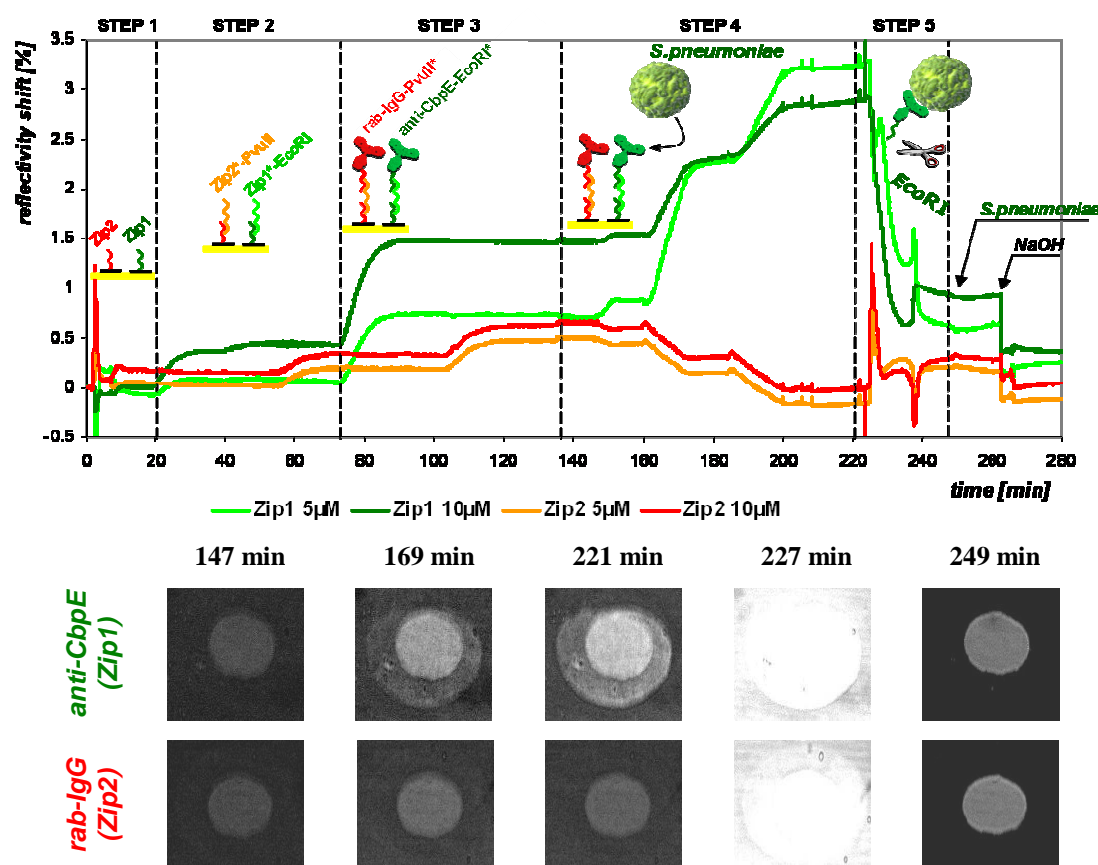 STEP 1 STEP 2 STEP 3 STEP 4 STEP 5
reflectivity shift [%]
3.5
3
2.5
2
1.5
1
0.5
0
-0.5
Zip2
Zip1
Zip2*-PvuII
Zip1*-EcoRI
rab-IgG-PvuII*
anti-CbpE-EcoRI*
S.pneumoniae
EcoRI
S.pneumoniae
NaOH
0 20 40 60 80 100 120 140 160 180 200 220 240 260 280
time [min]
Zip1 5µM Zip1 10µM Zip2 5µM Zip2 10µM
147 min 169 min 221 min 227 min 249 min
anti-CbpE
(Zip1)
rab-IgG
(Zip2)